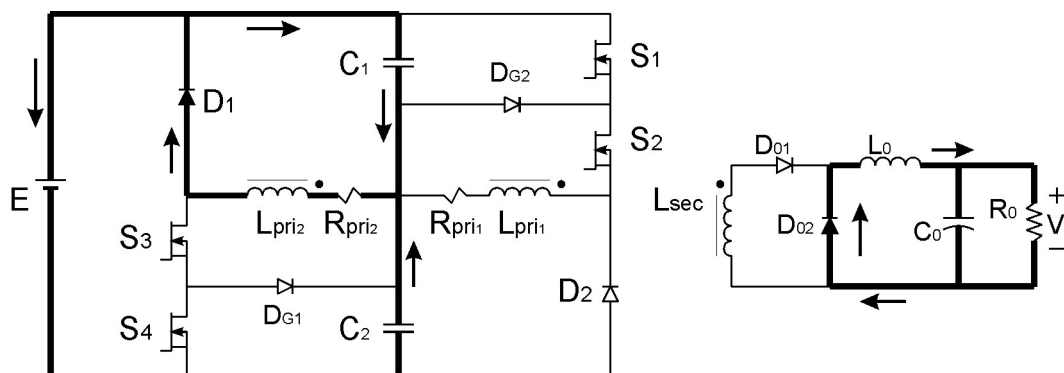 C1
S1
DG2
D1
S2
E
Lpri2
Rpri2
Rpri1
Lpri1
S3
DG1
D2
S4
C2
D01
L0
Lsec
D02
C0
R0
+
V
−